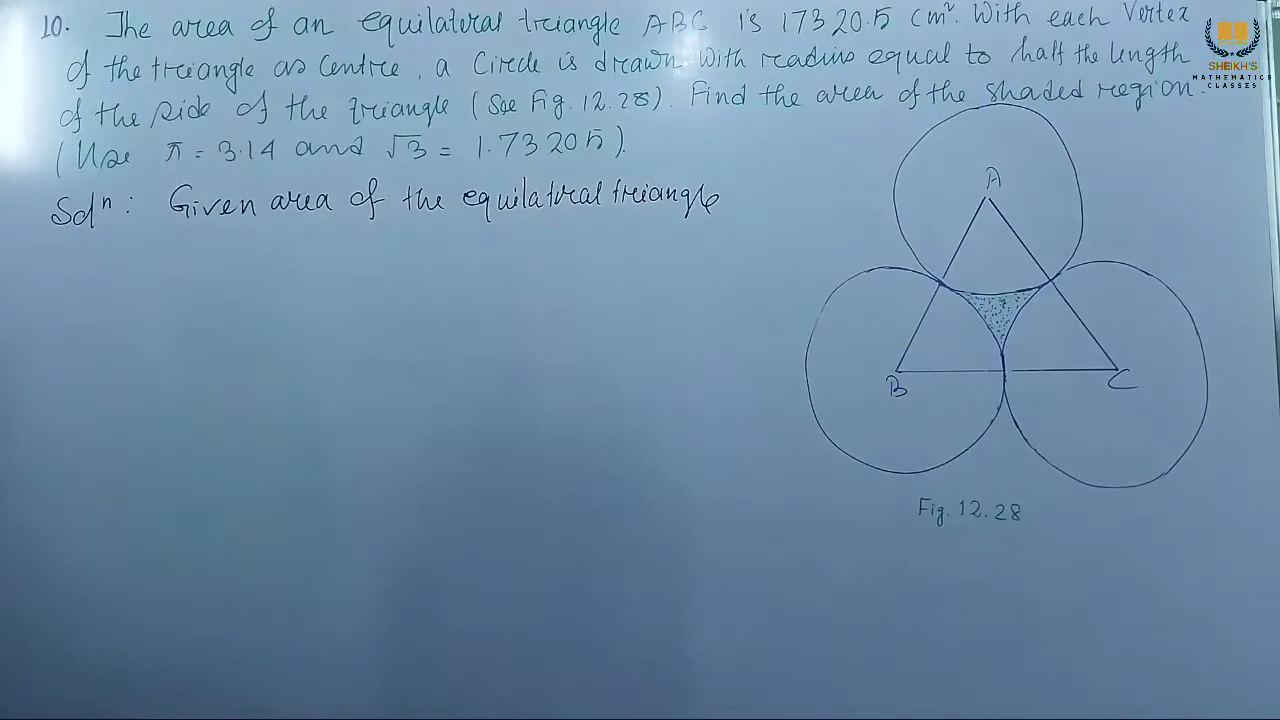 10. The area of an equilateral triangle ABC is 17320.5 cm². With each Vertex
of the triangle as centre, a Circle is drawn with radius equal to half the length
of the side of the triangle (See Fig. 12.28). Find the area of the shaded region.
(Use π = 3.14 and √3 = 1.73205).
Solⁿ: Given area of the equilateral triangle
A
B
C
Fig. 12.28
SHEIKH'S
MATHEMATICS
CLASSES